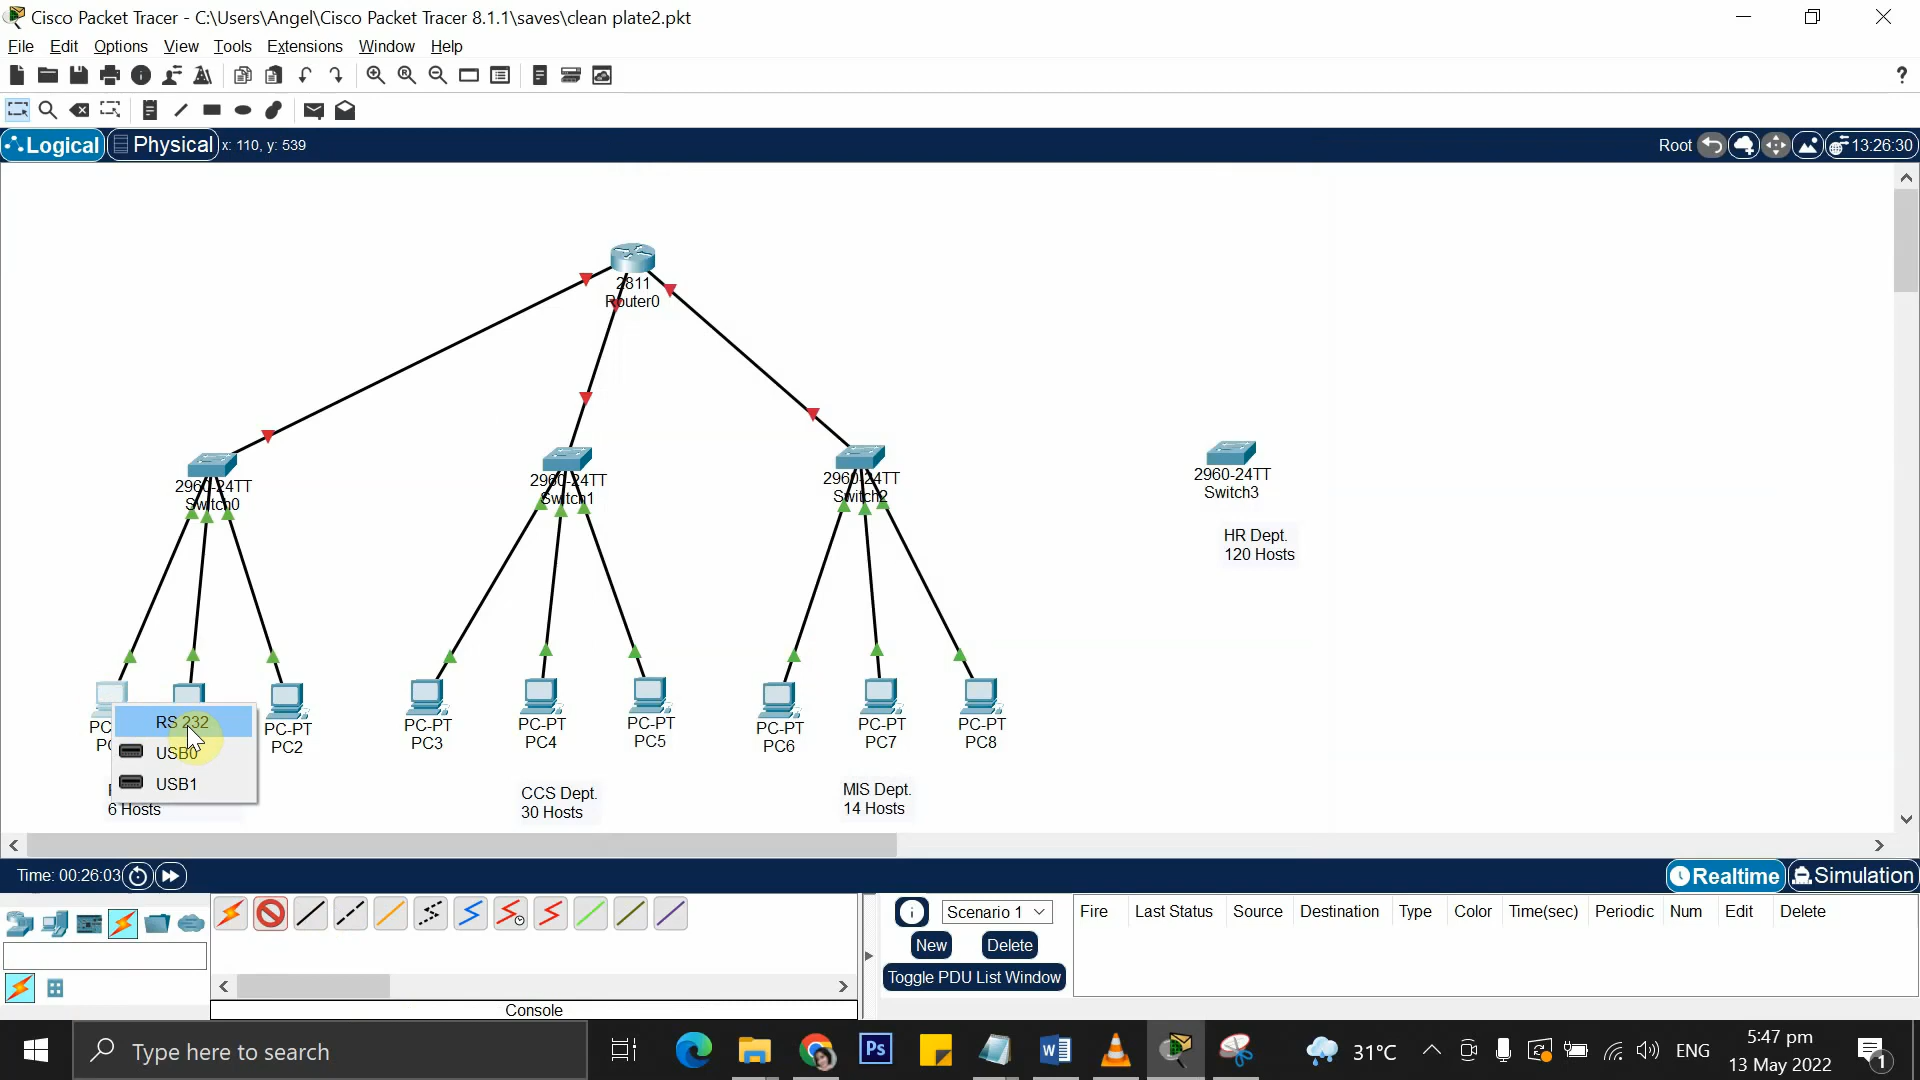 Cisco Packet Tracer - C:\Users\Angel\Cisco Packet Tracer 8.1.1\saves\clean plate2.pkt
File Edit Options View Tools Extensions Window Help
?
Logical Physical x: 110, y: 539 Root 13:26:30
2811
Router0
2960-24TT
Switch0
2960-24TT
Switch1
2960-24TT
Switch2
2960-24TT
Switch3
HR Dept.
120 Hosts
RS 232
USB0
USB1
PC-PT
PC2
PC-PT
PC3
PC-PT
PC4
PC-PT
PC5
PC-PT
PC6
PC-PT
PC7
PC-PT
PC8
6 Hosts
CCS Dept.
30 Hosts
MIS Dept.
14 Hosts
Time: 00:26:03 Realtime Simulation
Scenario 1
New Delete
Toggle PDU List Window
Fire Last Status Source Destination Type Color Time(sec) Periodic Num Edit Delete
Console
Type here to search
Ps
31°C ENG
5:47 pm
13 May 2022
1